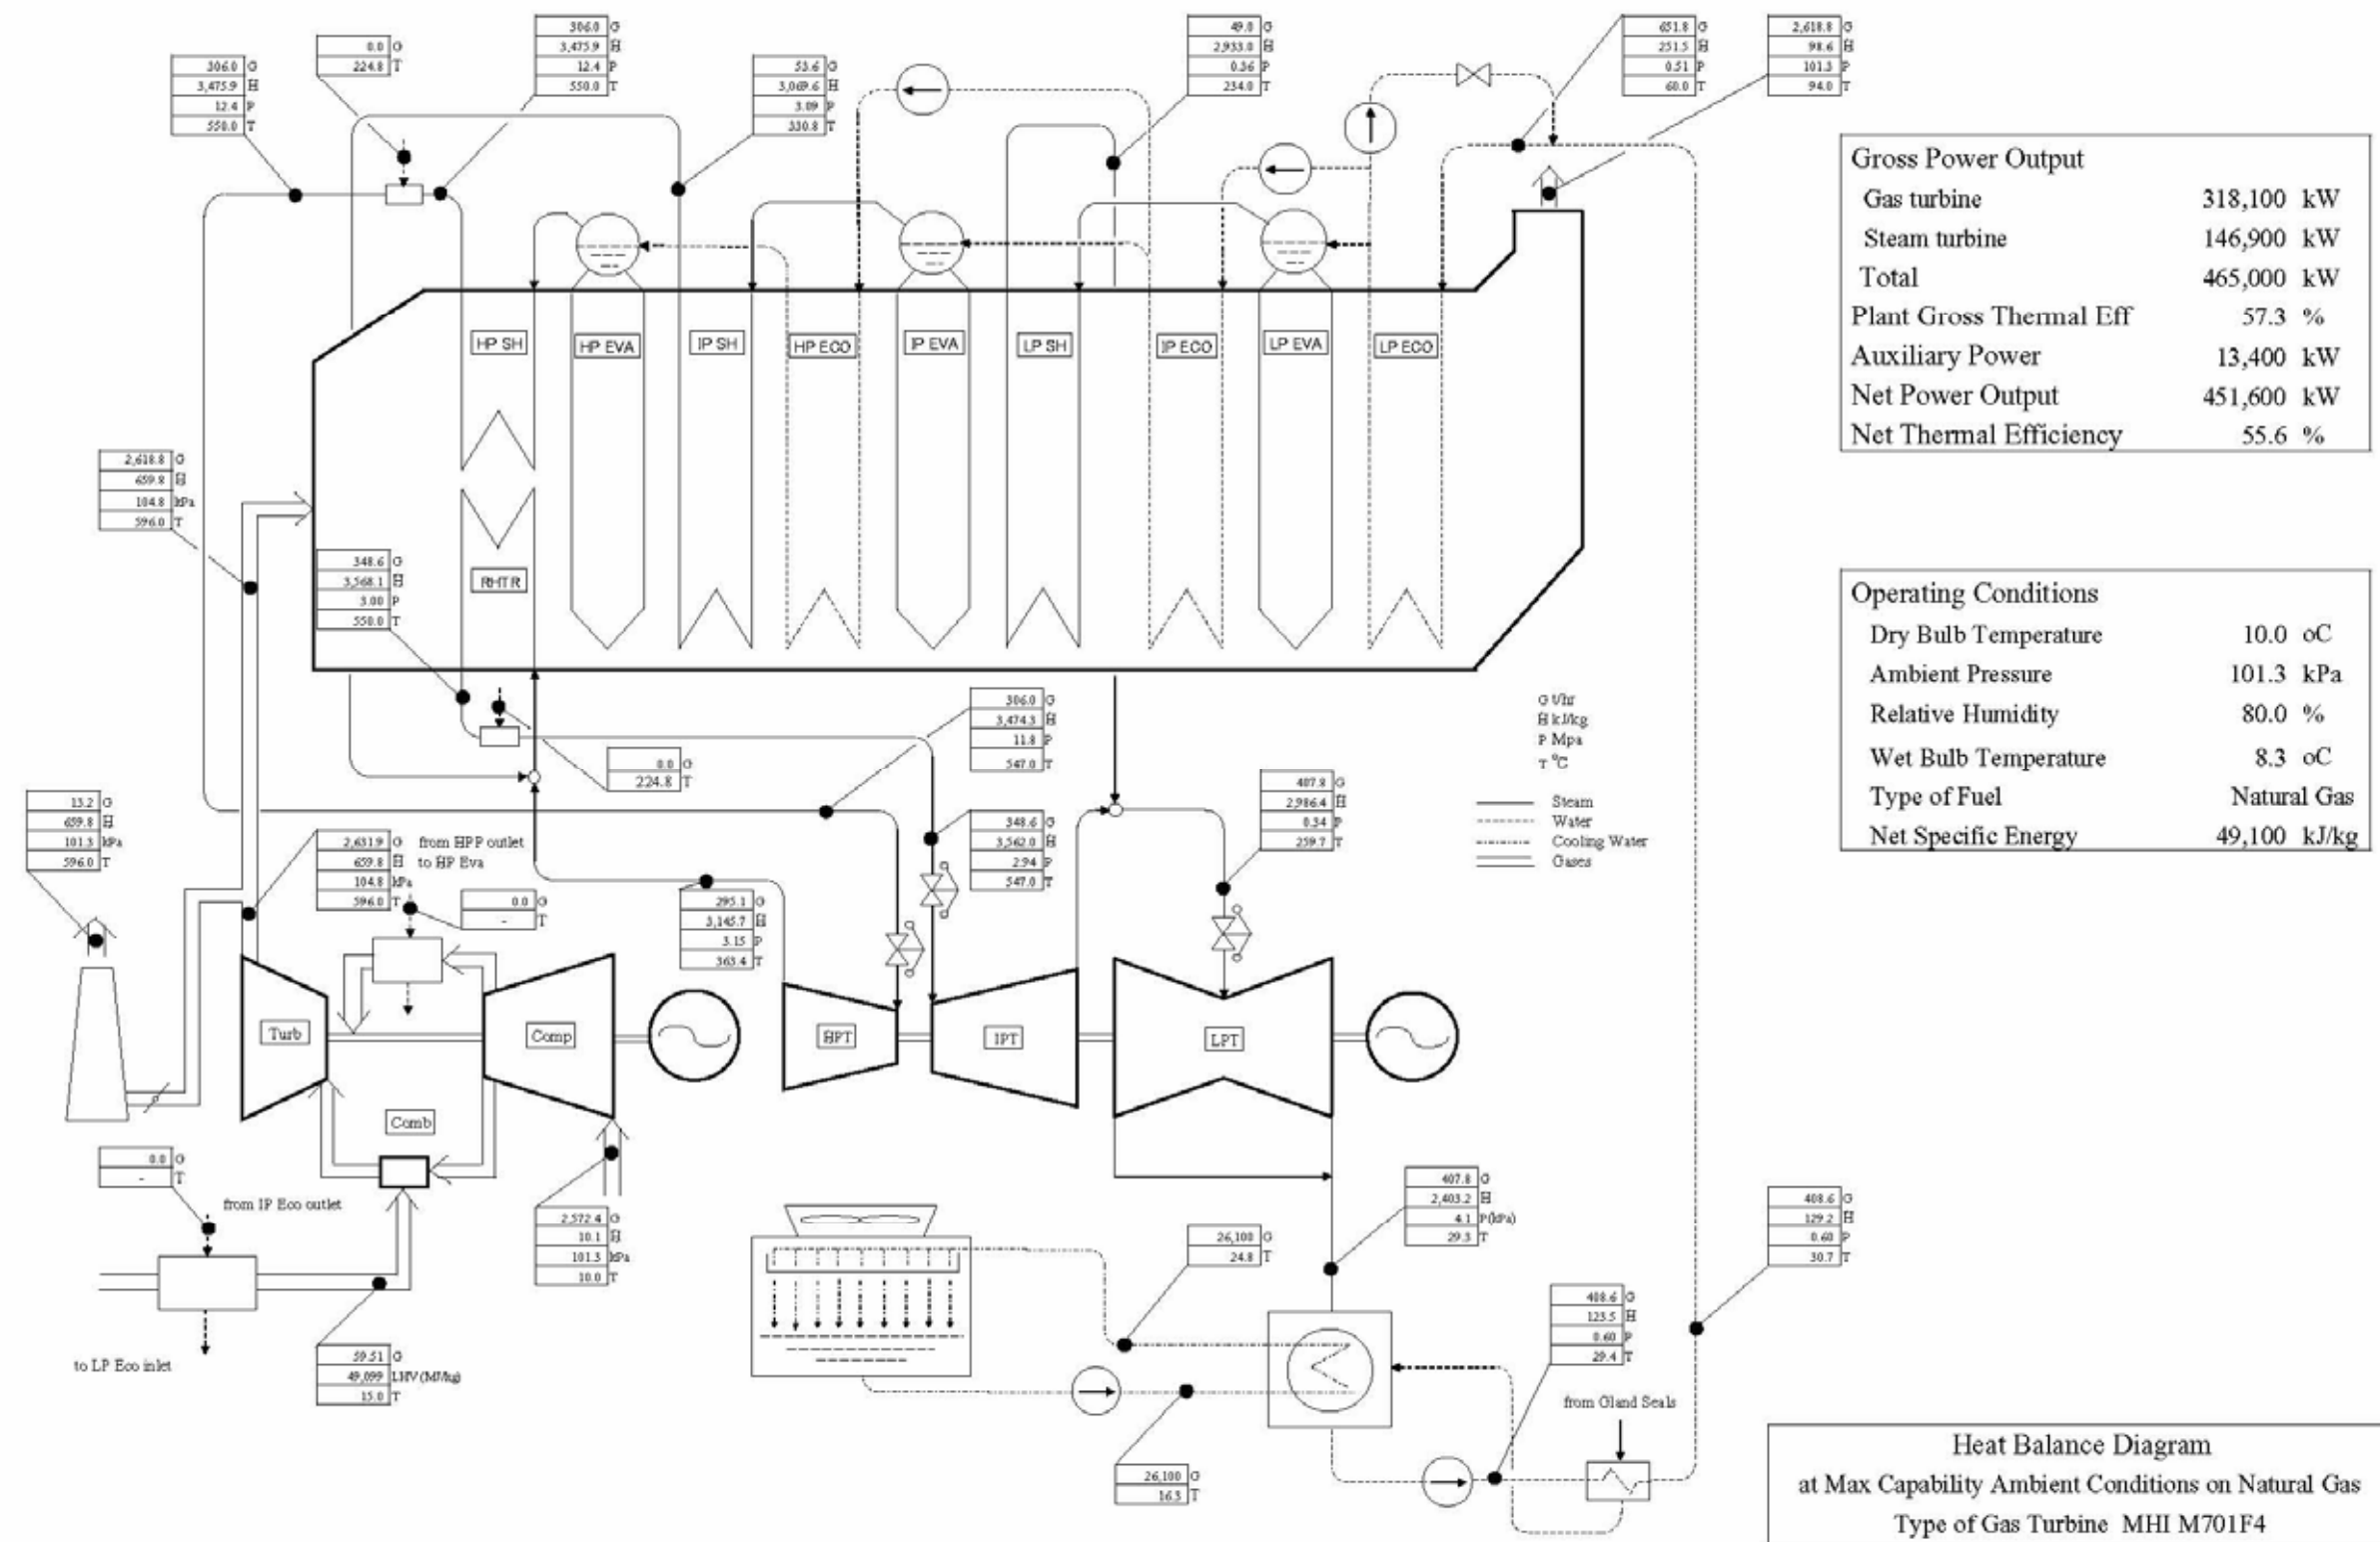 306.0 G
3,475.9 H
12.4 P
550.0 T
0.0 G
224.8 T
306.0 G
3,475.9 H
12.4 P
550.0 T
53.6 G
3,069.6 H
3.09 P
330.8 T
49.0 G
2,933.0 H
0.36 P
234.0 T
651.8 G
251.5 H
0.51 P
60.0 T
2,618.8 G
98.6 H
101.3 P
94.0 T
Gross Power Output
Gas turbine 318,100 kW
Steam turbine 146,900 kW
Total 465,000 kW
Plant Gross Thermal Eff 57.3 %
Auxiliary Power 13,400 kW
Net Power Output 451,600 kW
Net Thermal Efficiency 55.6 %
HP SH
HP EVA
IP SH
HP ECO
IP EVA
LP SH
IP ECO
LP EVA
LP ECO
2,618.8 G
659.8 H
104.8 kPa
596.0 T
348.6 G
3,568.1 H
3.00 P
550.0 T
RHTR
Operating Conditions
Dry Bulb Temperature 10.0 oC
Ambient Pressure 101.3 kPa
Relative Humidity 80.0 %
Wet Bulb Temperature 8.3 oC
Type of Fuel Natural Gas
Net Specific Energy 49,100 kJ/kg
306.0 G
3,474.3 H
11.8 P
547.0 T
G t/hr
H kJ/kg
P Mpa
T °C
0.0 G
224.8 T
Steam
Water
Cooling Water
Gases
13.2 G
659.8 H
101.3 kPa
596.0 T
2,631.9 G
659.8 H
104.8 kPa
596.0 T
from HPP outlet
to HP Eva
0.0 G
- T
348.6 G
3,562.0 H
2.94 P
547.0 T
407.8 G
2,986.4 H
0.34 P
259.7 T
295.1 G
3,145.7 H
3.15 P
363.4 T
Turb
Comp
HPT
IPT
LPT
Comb
0.0 G
- T
from IP Eco outlet
2,572.4 G
10.1 H
101.3 kPa
10.0 T
26,100 G
24.8 T
407.8 G
2,403.2 H
4.1 P(kPa)
29.3 T
408.6 G
129.2 H
0.60 P
30.7 T
to LP Eco inlet
59.51 G
49,099 LHV (MJ/kg)
15.0 T
408.6 G
123.5 H
0.60 P
29.4 T
from Gland Seals
26,100 G
16.3 T
Heat Balance Diagram
at Max Capability Ambient Conditions on Natural Gas
Type of Gas Turbine MHI M701F4